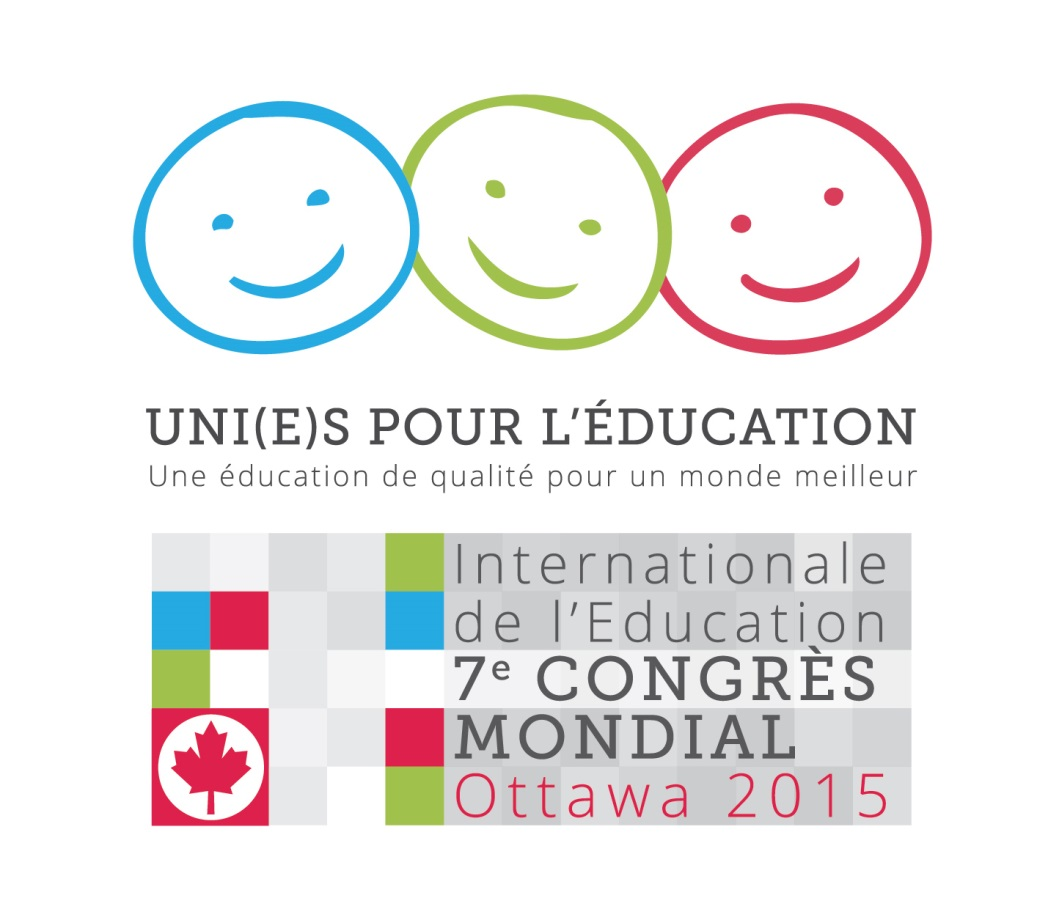 UNI(E)S POUR L’ÉDUCATION
Une éducation de qualité pour un monde meilleur
Internationale
de l’Education
7ᵉ CONGRÈS
MONDIAL
Ottawa 2015